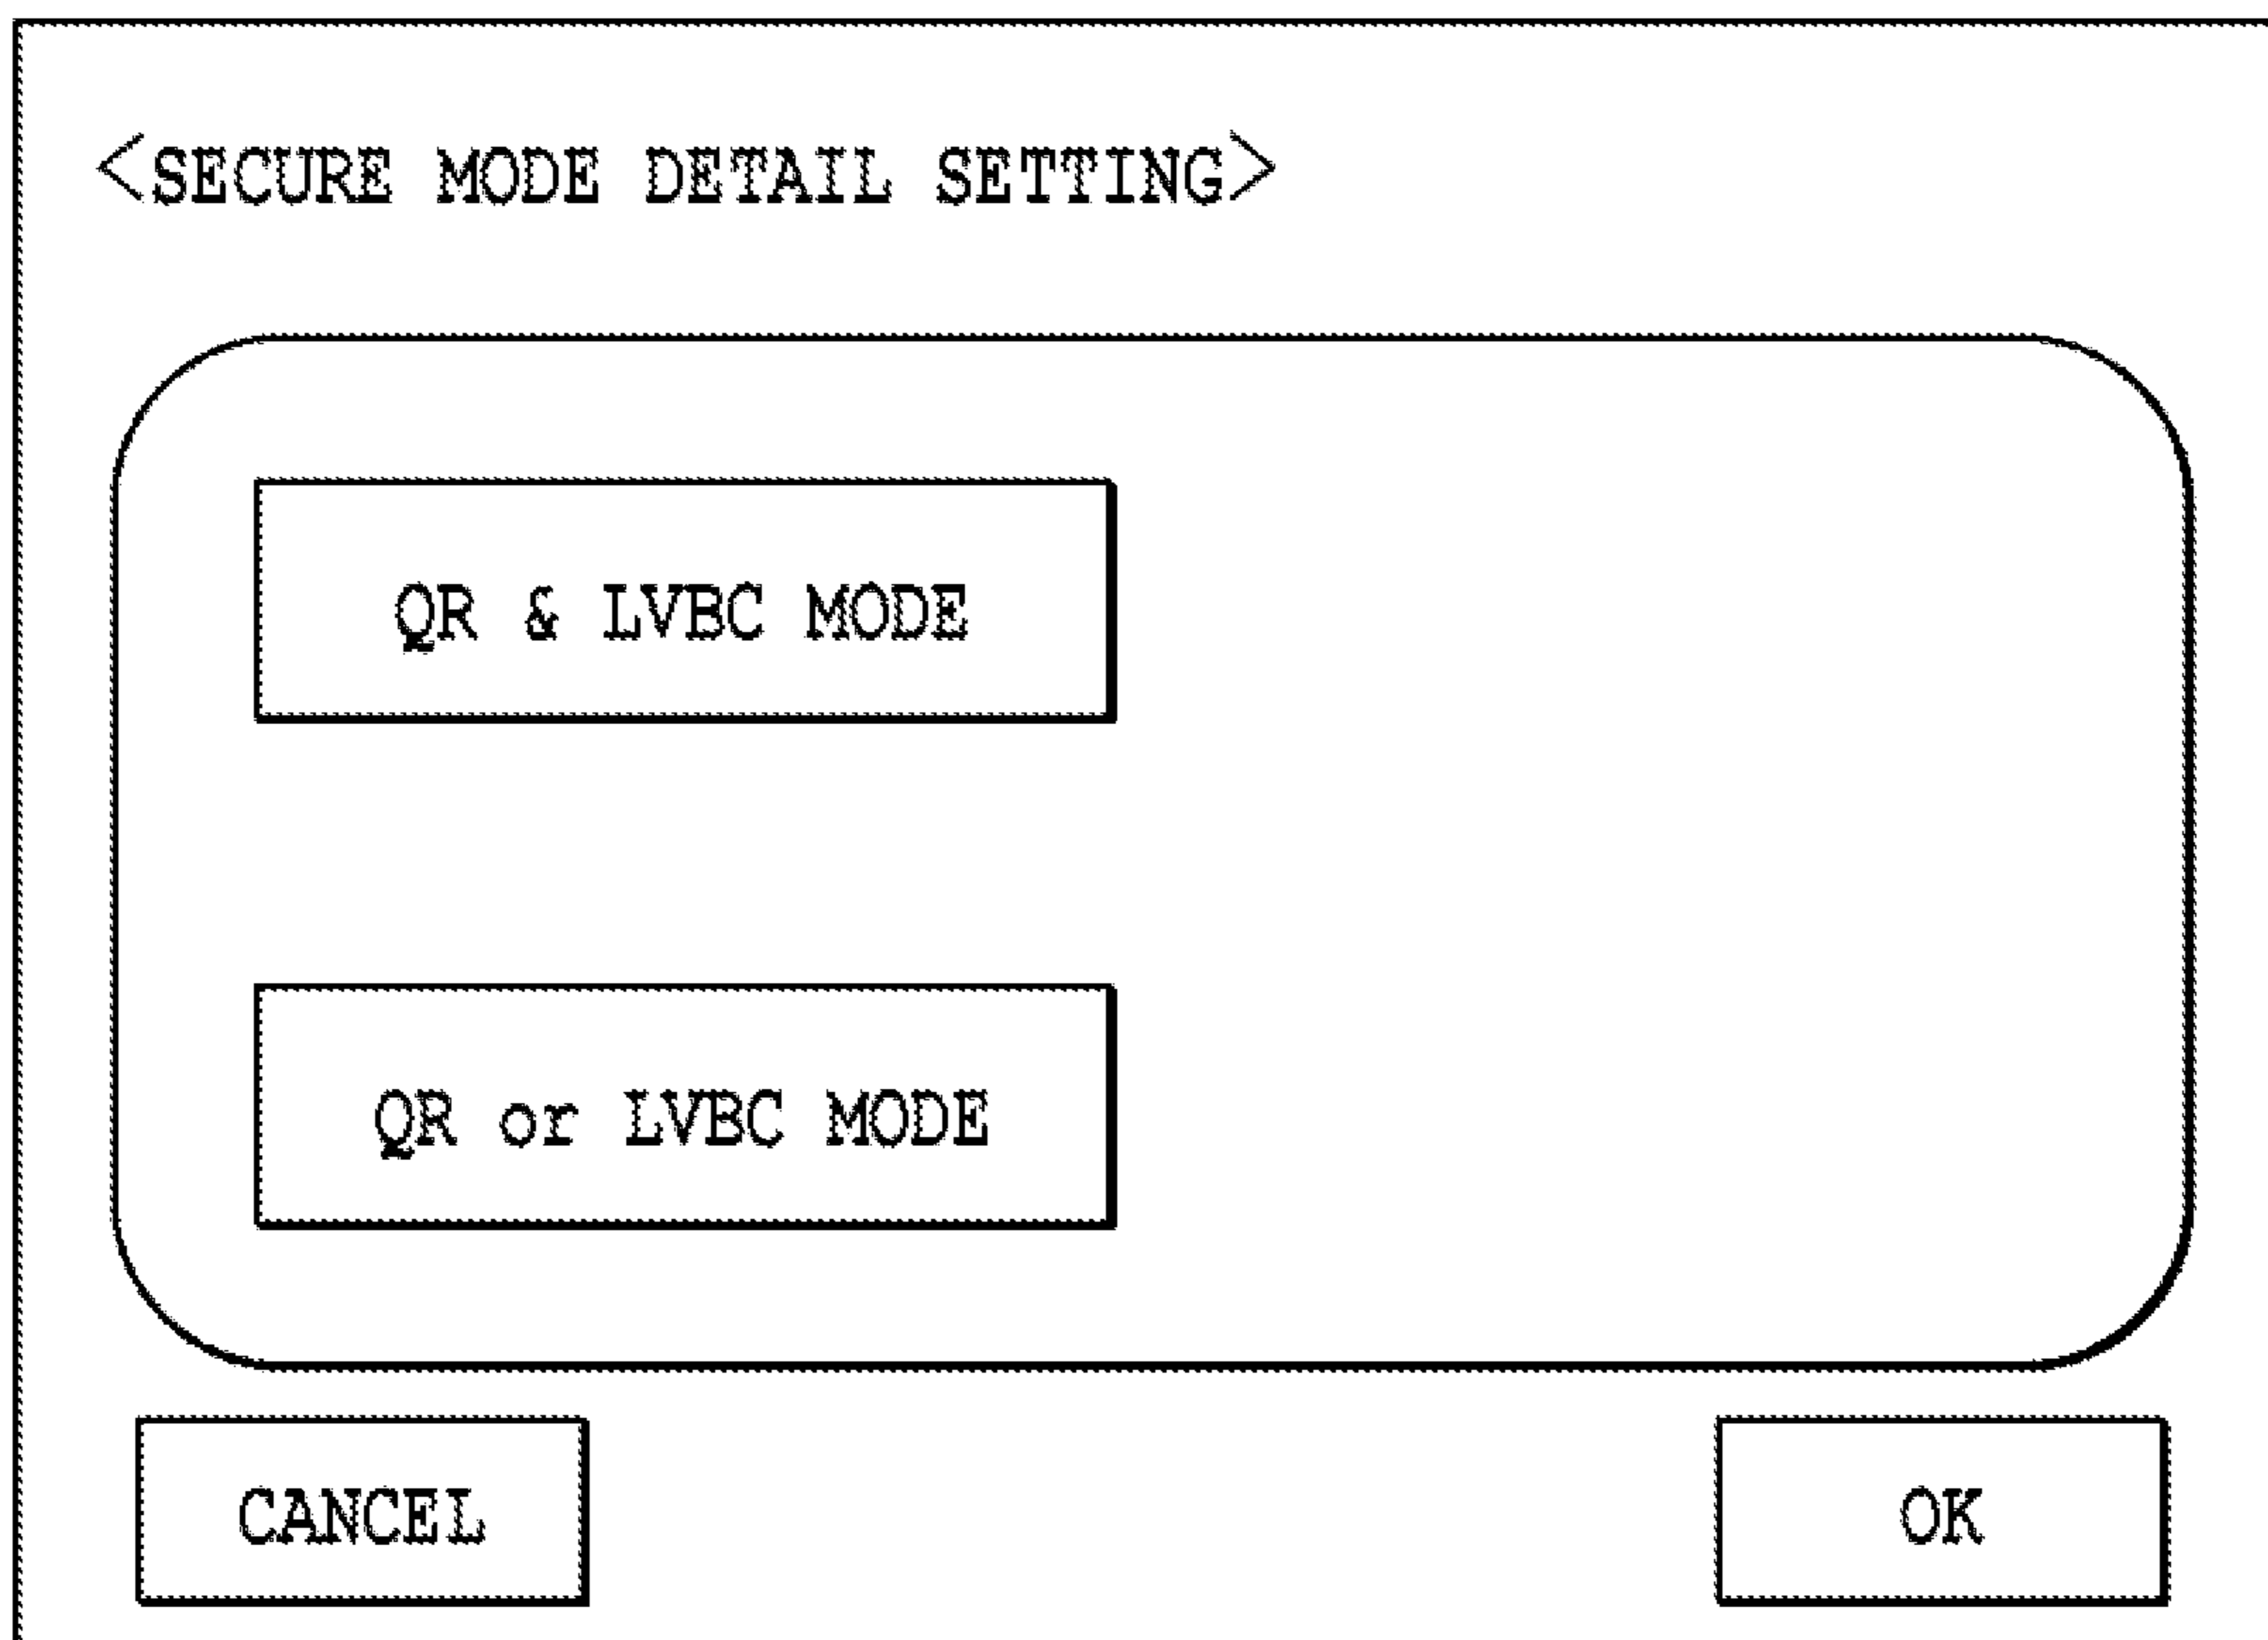 <SECURE MODE DETAIL SETTING>
QR & LVBC MODE
QR or LVBC MODE
CANCEL
OK